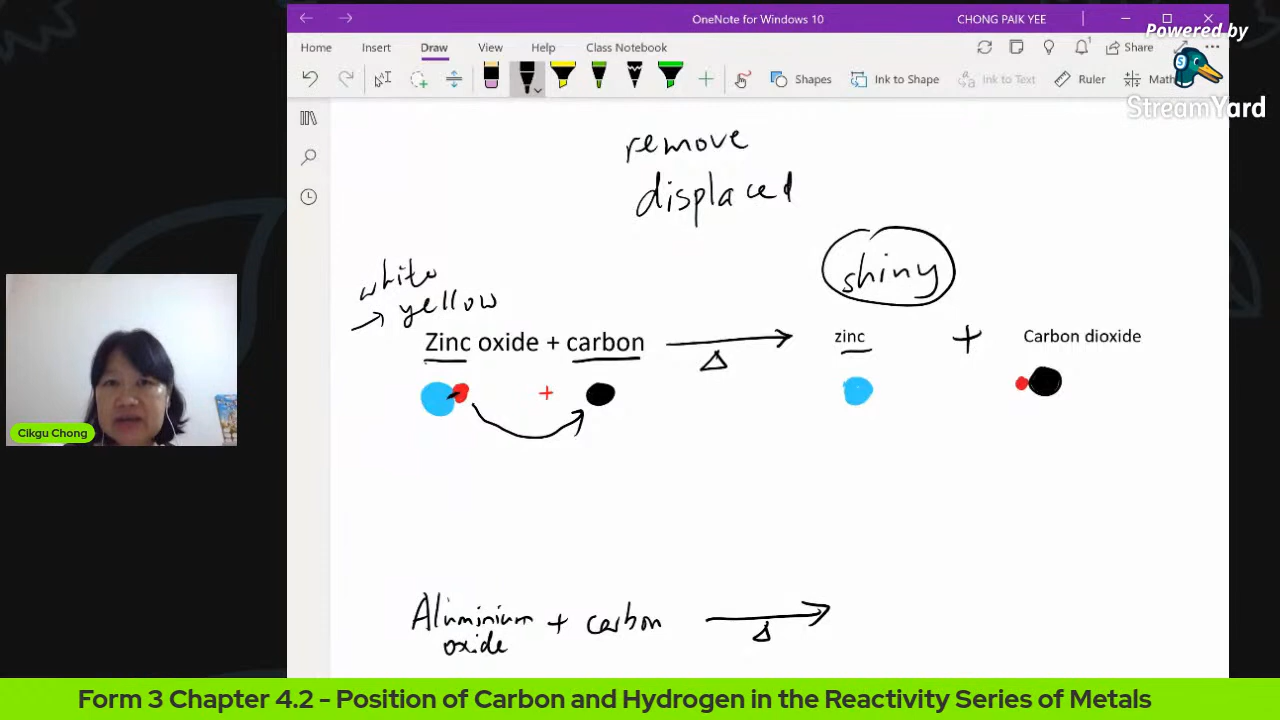 OneNote for Windows 10
CHONG PAIK YEE
Powered by
StreamYard
Home Insert Draw View Help Class Notebook
Share
Shapes Ink to Shape Ink to Text Ruler Math
remove
displaced
white
→ yellow
shiny
Zinc oxide + carbon → zinc + Carbon dioxide
Δ
+
Cikgu Chong
Aluminium + carbon →
oxide Δ
Form 3 Chapter 4.2 - Position of Carbon and Hydrogen in the Reactivity Series of Metals